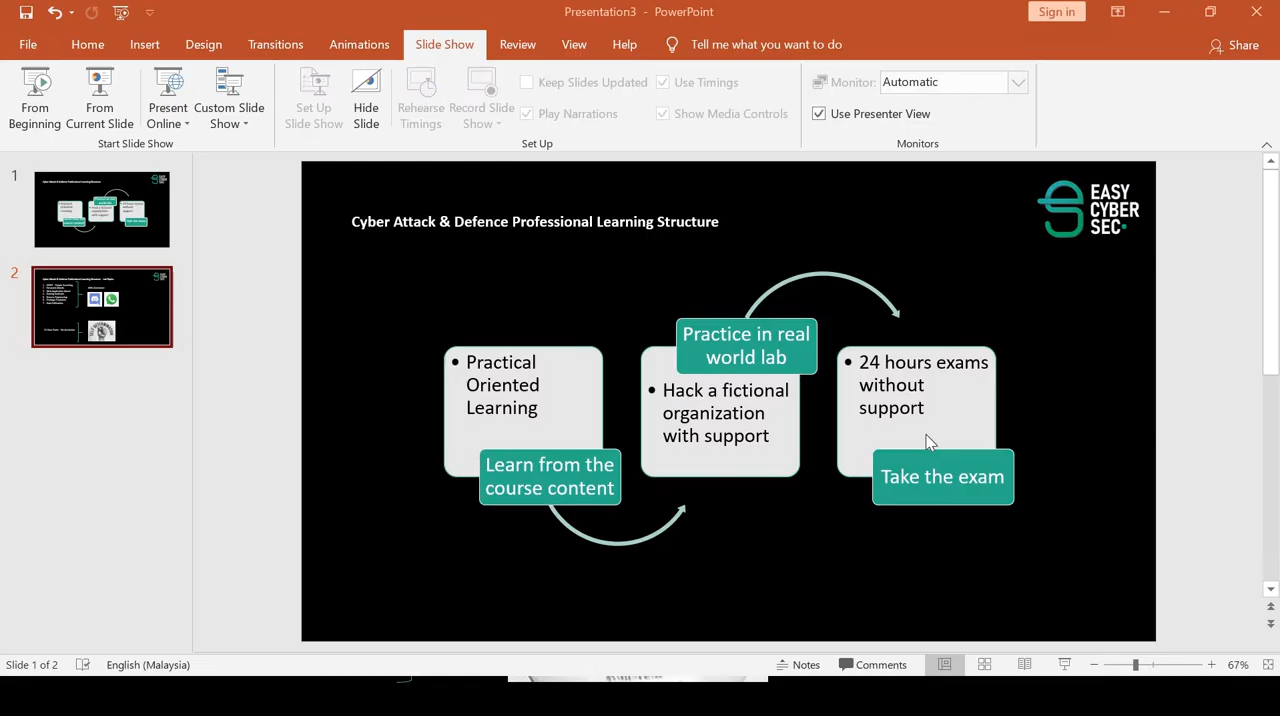 Presentation3 - PowerPoint
Sign in
File
Home
Insert
Design
Transitions
Animations
Slide Show
Review
View
Help
Tell me what you want to do
Share
From
Beginning
From
Current Slide
Present
Online
Custom Slide
Show
Set Up
Slide Show
Hide
Slide
Rehearse
Timings
Record Slide
Show
Keep Slides Updated
Play Narrations
Use Timings
Show Media Controls
Monitor:
Automatic
Use Presenter View
Start Slide Show
Set Up
Monitors
1
2
Cyber Attack & Defence Professional Learning Structure
EASY
CYBER
SEC
• Practical
Oriented
Learning
Learn from the
course content
Practice in real
world lab
• Hack a fictional
organization
with support
• 24 hours exams
without
support
Take the exam
Slide 1 of 2
English (Malaysia)
Notes
Comments
67%